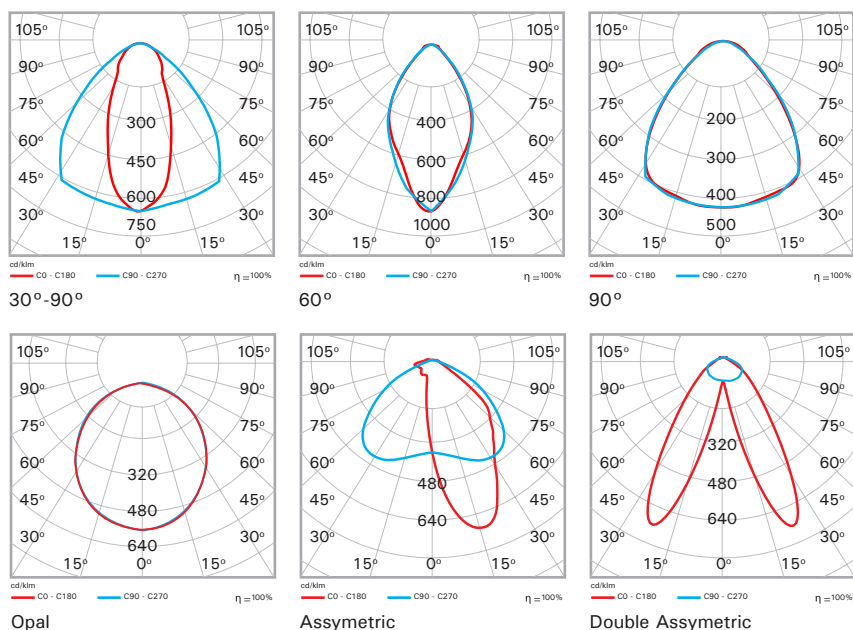 105º 105º
90º 90º
75º 75º
300
60º 60º
450
45º 45º
600
30º 30º
750
15º 0º 15º
cd/klm
C0 - C180 C90 - C270 η = 100%
30º-90º
105º 105º
90º 90º
75º 75º
400
60º 60º
600
45º 45º
800
30º 30º
1000
15º 0º 15º
cd/klm
C0 - C180 C90 - C270 η = 100%
60º
105º 105º
90º 90º
75º 75º
200
60º 60º
300
45º 45º
400
30º 30º
500
15º 0º 15º
cd/klm
C0 - C180 C90 - C270 η = 100%
90º
105º 105º
90º 90º
75º 75º
320
60º 60º
45º 45º
480
30º 30º
640
15º 0º 15º
cd/klm
C0 - C180 C90 - C270 η = 100%
Opal
105º 105º
90º 90º
75º 75º
60º 60º
480
45º 45º
640
30º 30º
15º 0º 15º
cd/klm
C0 - C180 C90 - C270 η = 100%
Assymetric
105º 105º
90º 90º
75º 75º
320
60º 60º
480
45º 45º
640
30º 30º
15º 0º 15º
cd/klm
C0 - C180 C90 - C270 η = 100%
Double Assymetric